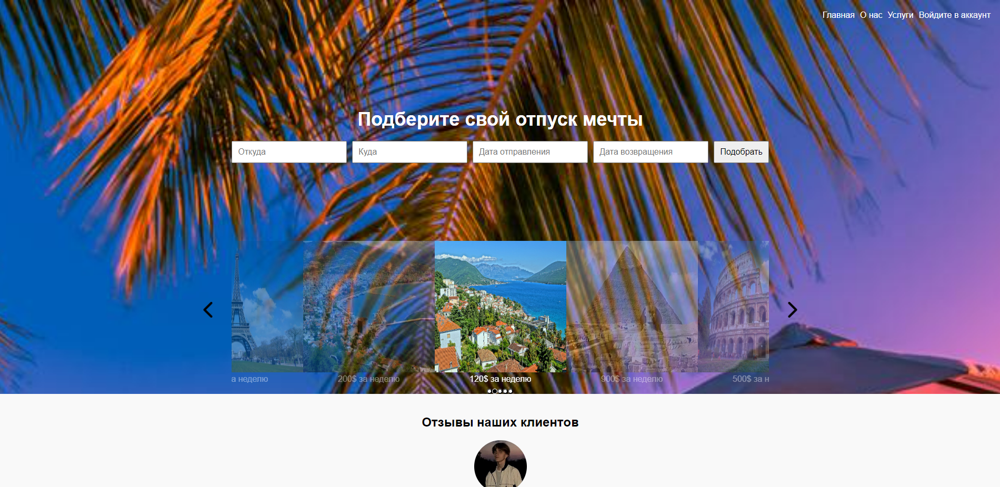 Главная О нас Услуги Войдите в аккаунт
Подберите свой отпуск мечты
Откуда Куда Дата отправления Дата возвращения Подобрать
а неделю 200$ за неделю 120$ за неделю 900$ за неделю 500$ за н
Отзывы наших клиентов